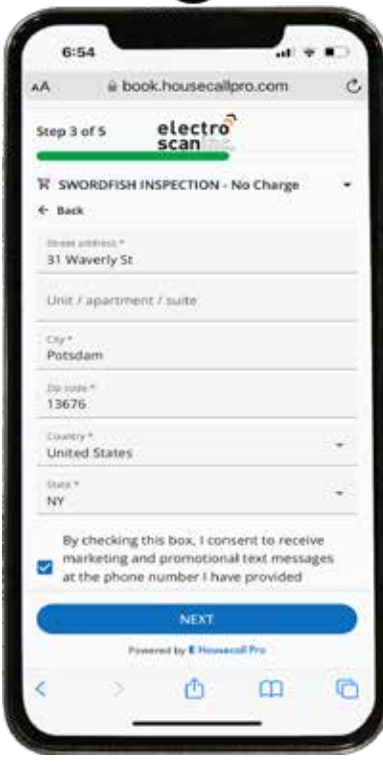 6:54
AA book.housecallpro.com
Step 3 of 5
electro
scan inc.
SWORDFISH INSPECTION - No Charge
← Back
Street address *
31 Waverly St
Unit / apartment / suite
City *
Potsdam
Zip code *
13676
Country *
United States
State *
NY
By checking this box, I consent to receive
marketing and promotional text messages
at the phone number I have provided
NEXT
Powered by Housecall Pro